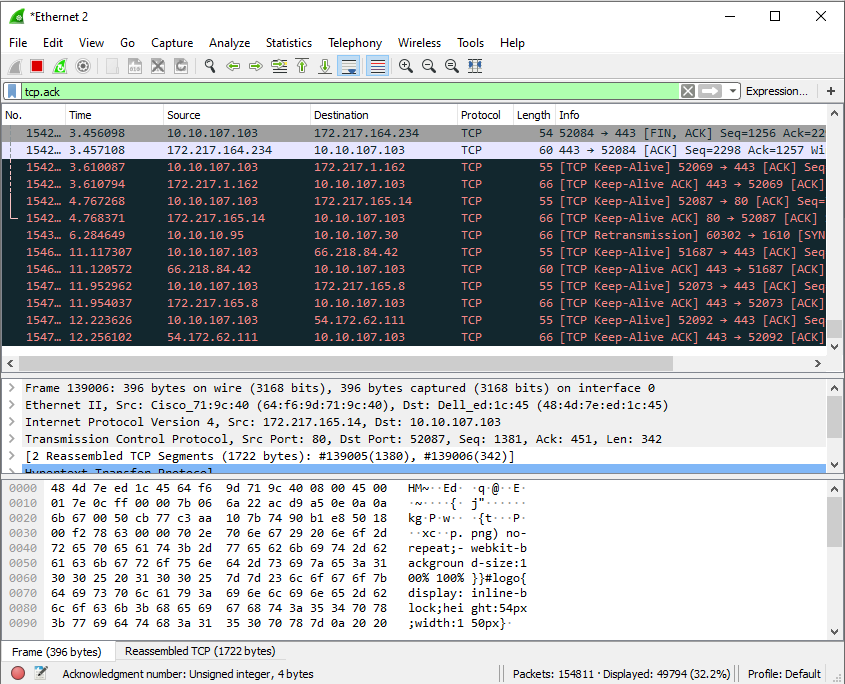 *Ethernet 2
File Edit View Go Capture Analyze Statistics Telephony Wireless Tools Help
tcp.ack Expression... +
No. Time Source Destination Protocol Length Info
1542… 3.456098 10.10.107.103 172.217.164.234 TCP 54 52084 → 443 [FIN, ACK] Seq=1256 Ack=22
1542… 3.457108 172.217.164.234 10.10.107.103 TCP 60 443 → 52084 [ACK] Seq=2298 Ack=1257 Wi
1542… 3.610087 10.10.107.103 172.217.1.162 TCP 55 [TCP Keep-Alive] 52069 → 443 [ACK] Seq
1542… 3.610794 172.217.1.162 10.10.107.103 TCP 66 [TCP Keep-Alive ACK] 443 → 52069 [ACK]
1542… 4.767268 10.10.107.103 172.217.165.14 TCP 55 [TCP Keep-Alive] 52087 → 80 [ACK] Seq=
1542… 4.768371 172.217.165.14 10.10.107.103 TCP 66 [TCP Keep-Alive ACK] 80 → 52087 [ACK]
1543… 6.284649 10.10.10.95 10.10.107.30 TCP 66 [TCP Retransmission] 60302 → 1610 [SYN
1546… 11.117307 10.10.107.103 66.218.84.42 TCP 55 [TCP Keep-Alive] 51687 → 443 [ACK] Seq
1546… 11.120572 66.218.84.42 10.10.107.103 TCP 60 [TCP Keep-Alive ACK] 443 → 51687 [ACK]
1547… 11.952962 10.10.107.103 172.217.165.8 TCP 55 [TCP Keep-Alive] 52073 → 443 [ACK] Seq
1547… 11.954037 172.217.165.8 10.10.107.103 TCP 66 [TCP Keep-Alive ACK] 443 → 52073 [ACK]
1547… 12.223626 10.10.107.103 54.172.62.111 TCP 55 [TCP Keep-Alive] 52092 → 443 [ACK] Seq
1547… 12.256102 54.172.62.111 10.10.107.103 TCP 66 [TCP Keep-Alive ACK] 443 → 52092 [ACK]
Frame 139006: 396 bytes on wire (3168 bits), 396 bytes captured (3168 bits) on interface 0
Ethernet II, Src: Cisco_71:9c:40 (64:f6:9d:71:9c:40), Dst: Dell_ed:1c:45 (48:4d:7e:ed:1c:45)
Internet Protocol Version 4, Src: 172.217.165.14, Dst: 10.10.107.103
Transmission Control Protocol, Src Port: 80, Dst Port: 52087, Seq: 1381, Ack: 451, Len: 342
[2 Reassembled TCP Segments (1722 bytes): #139005(1380), #139006(342)]
Hypertext Transfer Protocol
0000 48 4d 7e ed 1c 45 64 f6 9d 71 9c 40 08 00 45 00 HM~··Ed· ·q·@··E·
0010 01 7e 0c ff 00 00 7b 06 6a 22 ac d9 a5 0e 0a 0a ·~····{· j"······
0020 6b 67 00 50 cb 77 c3 aa 10 7b 74 90 b1 e8 50 18 kg·P·w·· ·{t···P·
0030 00 f2 78 63 00 00 70 2e 70 6e 67 29 20 6e 6f 2d ··xc··p. png) no-
0040 72 65 70 65 61 74 3b 2d 77 65 62 6b 69 74 2d 62 repeat;- webkit-b
0050 61 63 6b 67 72 6f 75 6e 64 2d 73 69 7a 65 3a 31 ackgroun d-size:1
0060 30 30 25 20 31 30 30 25 7d 7d 23 6c 6f 67 6f 7b 00% 100% }}#logo{
0070 64 69 73 70 6c 61 79 3a 69 6e 6c 69 6e 65 2d 62 display: inline-b
0080 6c 6f 63 6b 3b 68 65 69 67 68 74 3a 35 34 70 78 lock;hei ght:54px
0090 3b 77 69 64 74 68 3a 31 35 30 70 78 7d 0a 20 20 ;width:1 50px}·
Frame (396 bytes) Reassembled TCP (1722 bytes)
Acknowledgment number: Unsigned integer, 4 bytes Packets: 154811 · Displayed: 49794 (32.2%) Profile: Default